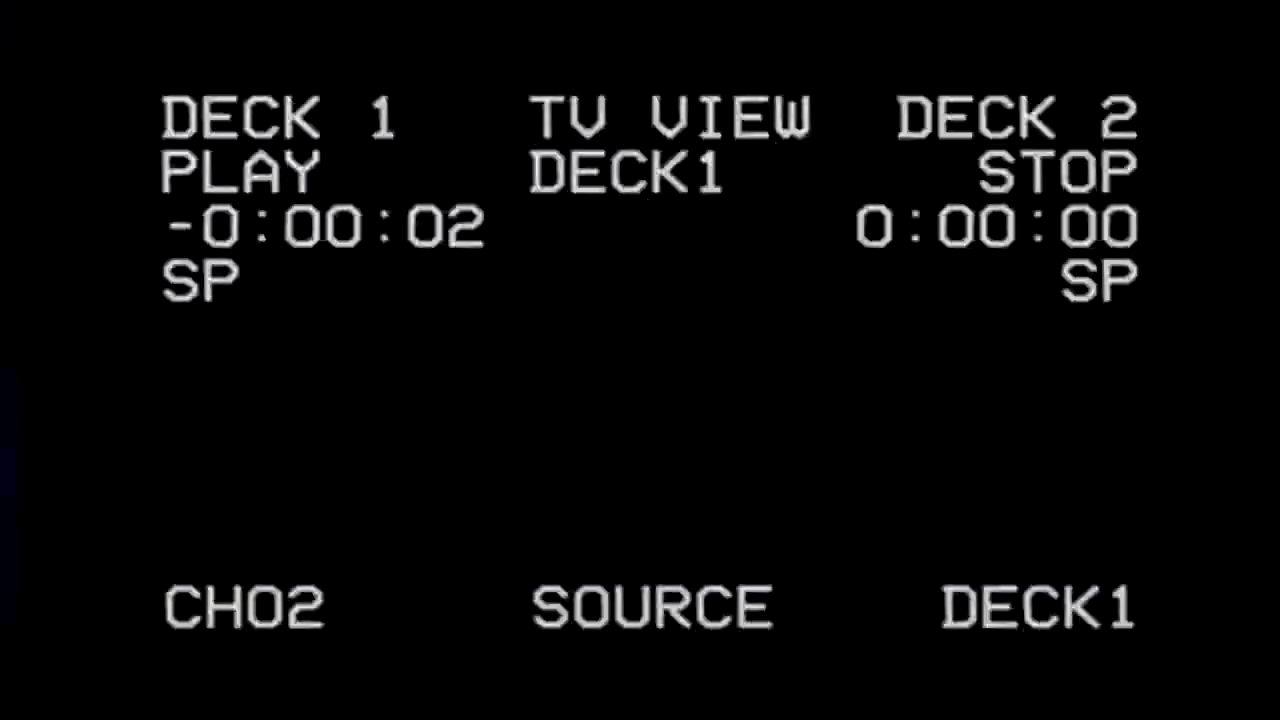 DECK 1 TV VIEW DECK 2
PLAY DECK1 STOP
-0:00:02 0:00:00
SP SP
CH02 SOURCE DECK1